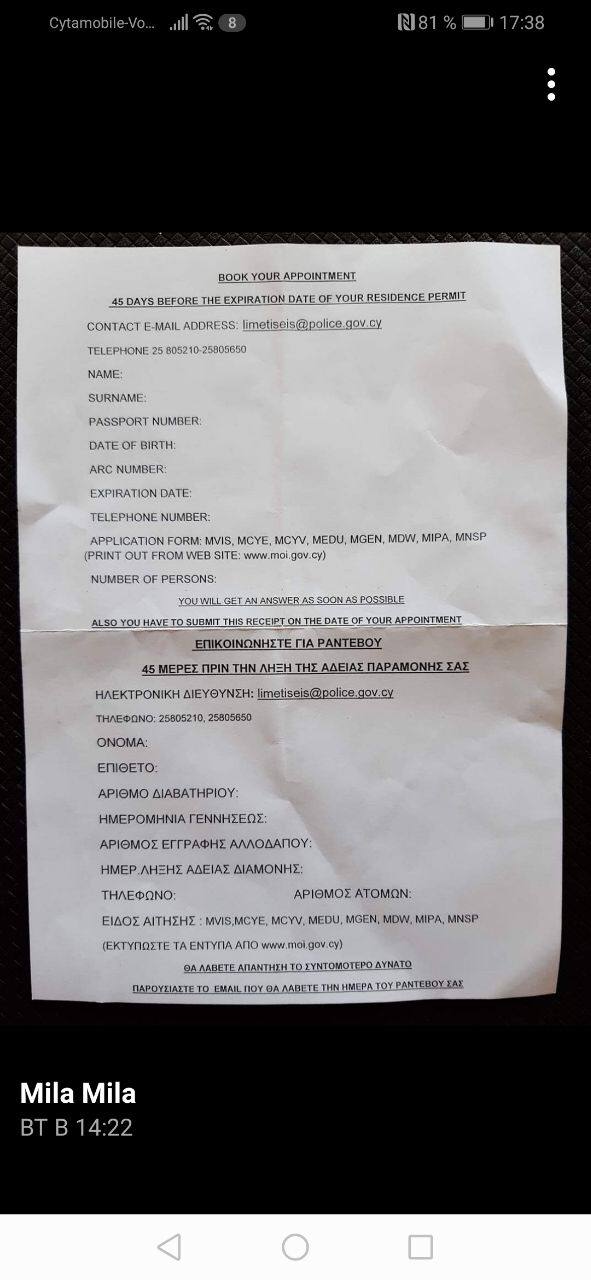 Cytamobile-Vo... 8 81 % 17:38
BOOK YOUR APPOINTMENT
45 DAYS BEFORE THE EXPIRATION DATE OF YOUR RESIDENCE PERMIT
CONTACT E-MAIL ADDRESS: limetiseis@police.gov.cy
TELEPHONE 25 805210-25805650
NAME:
SURNAME:
PASSPORT NUMBER:
DATE OF BIRTH:
ARC NUMBER:
EXPIRATION DATE:
TELEPHONE NUMBER:
APPLICATION FORM: MVIS, MCYE, MCYV, MEDU, MGEN, MDW, MIPA, MNSP
(PRINT OUT FROM WEB SITE: www.moi.gov.cy)
NUMBER OF PERSONS:
YOU WILL GET AN ANSWER AS SOON AS POSSIBLE
ALSO YOU HAVE TO SUBMIT THIS RECEIPT ON THE DATE OF YOUR APPOINTMENT
ΕΠΙΚΟΙΝΩΝΗΣΤΕ ΓΙΑ ΡΑΝΤΕΒΟΥ
45 ΜΕΡΕΣ ΠΡΙΝ ΤΗΝ ΛΗΞΗ ΤΗΣ ΑΔΕΙΑΣ ΠΑΡΑΜΟΝΗΣ ΣΑΣ
ΗΛΕΚΤΡΟΝΙΚΗ ΔΙΕΥΘΥΝΣΗ: limetiseis@police.gov.cy
ΤΗΛΕΦΩΝΟ: 25805210, 25805650
ΟΝΟΜΑ:
ΕΠΙΘΕΤΟ:
ΑΡΙΘΜΟ ΔΙΑΒΑΤΗΡΙΟΥ:
ΗΜΕΡΟΜΗΝΙΑ ΓΕΝΝΗΣΕΩΣ:
ΑΡΙΘΜΟΣ ΕΓΓΡΑΦΗΣ ΑΛΛΟΔΑΠΟΥ:
ΗΜΕΡ.ΛΗΞΗΣ ΑΔΕΙΑΣ ΔΙΑΜΟΝΗΣ:
ΤΗΛΕΦΩΝΟ: ΑΡΙΘΜΟΣ ΑΤΟΜΩΝ:
ΕΙΔΟΣ ΑΙΤΗΣΗΣ : MVIS,MCYE, MCYV, MEDU, MGEN, MDW, MIPA, MNSP
(ΕΚΤΥΠΩΣΤΕ ΤΑ ΕΝΤΥΠΑ ΑΠΟ www.moi.gov.cy)
ΘΑ ΛΑΒΕΤΕ ΑΠΑΝΤΗΣΗ ΤΟ ΣΥΝΤΟΜΟΤΕΡΟ ΔΥΝΑΤΟ
ΠΑΡΟΥΣΙΑΣΤΕ ΤΟ EMAIL ΠΟΥ ΘΑ ΛΑΒΕΤΕ ΤΗΝ ΗΜΕΡΑ ΤΟΥ ΡΑΝΤΕΒΟΥ ΣΑΣ
Mila Mila
ВТ В 14:22